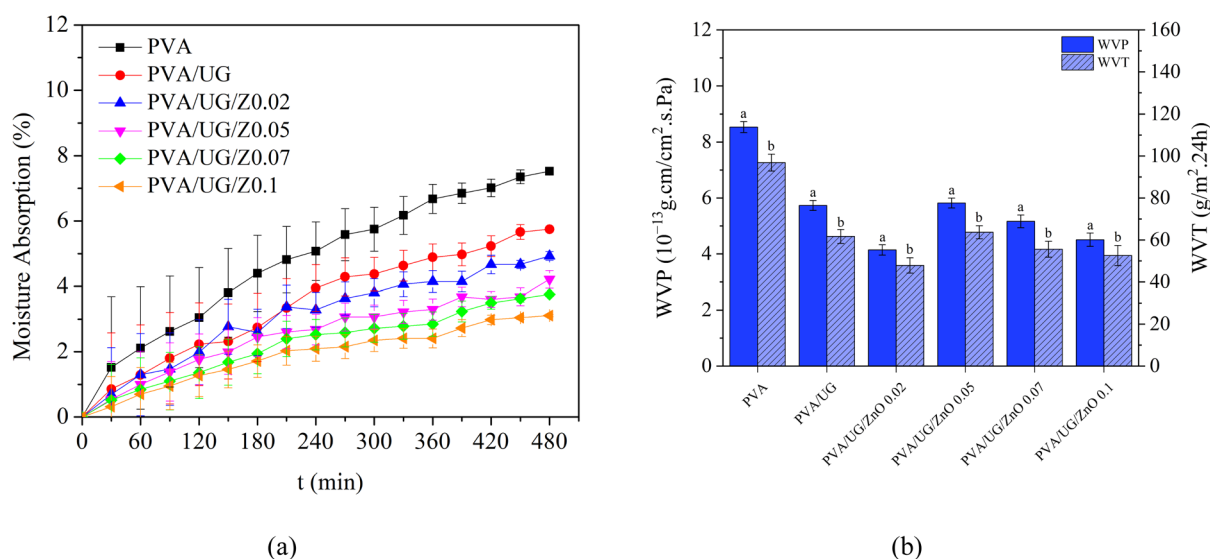 12
10
8
6
4
2
0
Moisture Absorption (%)
PVA
PVA/UG
PVA/UG/Z0.02
PVA/UG/Z0.05
PVA/UG/Z0.07
PVA/UG/Z0.1
0 60 120 180 240 300 360 420 480
t (min)
(a)
12
10
8
6
4
2
0
WVP (10⁻¹³g.cm/cm².s.Pa)
WVP
WVT
a
b
a
b
a
b
a
b
a
b
a
b
160
140
120
100
80
60
40
20
0
WVT (g/m².24h)
PVA
PVA/UG
PVA/UG/ZnO 0.02
PVA/UG/ZnO 0.05
PVA/UG/ZnO 0.07
PVA/UG/ZnO 0.1
(b)